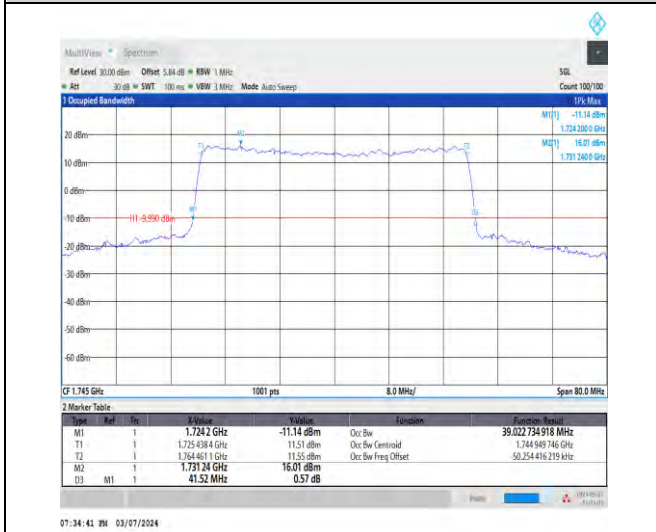 MultiView Spectrum
Ref Level 30.00 dBm Offset 5.84 dB RBW 1 MHz SGL
Att 30 dB SWT 100 ms VBW 3 MHz Mode Auto Sweep Count 100/100
1 Occupied Bandwidth 1Pk Max
M1[1] -11.14 dBm
1.724 200 0 GHz
M2[1] 16.01 dBm
1.731 240 0 GHz
20 dBm
M2
T1
T2
10 dBm
0 dBm
M1
D3
-10 dBm
H1 -9.990 dBm
-20 dBm
-30 dBm
-40 dBm
-50 dBm
-60 dBm
CF 1.745 GHz 1001 pts 8.0 MHz/ Span 80.0 MHz
2 Marker Table
Type Ref Trc X-Value Y-Value Function Function Result
M1 1 1.724 2 GHz -11.14 dBm Occ Bw 39.022 734 918 MHz
T1 1 1.725 438 4 GHz 11.51 dBm Occ Bw Centroid 1.744 949 746 GHz
T2 1 1.764 461 1 GHz 11.55 dBm Occ Bw Freq Offset -50.254 416 219 kHz
M2 1 1.731 24 GHz 16.01 dBm
D3 M1 1 41.52 MHz 0.57 dB
07:34:41 PM 03/07/2024